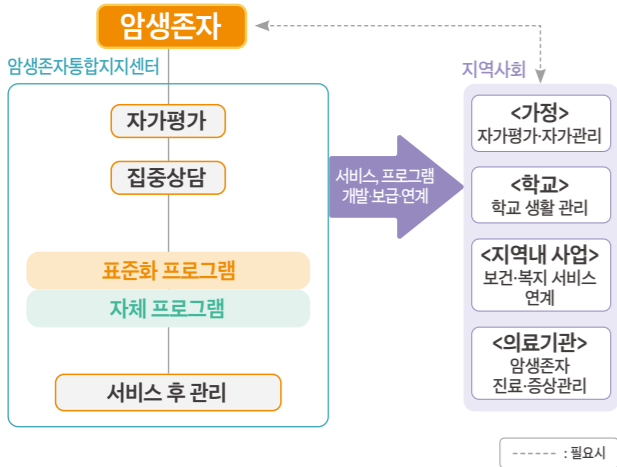 암생존자
암생존자통합지지센터
자가평가
집중상담
표준화 프로그램
자체 프로그램
서비스 후 관리
서비스, 프로그램
개발·보급·연계
지역사회
<가정>
자가평가·자가관리
<학교>
학교 생활 관리
<지역내 사업>
보건·복지 서비스
연계
<의료기관>
암생존자
진료·증상관리
------ : 필요시